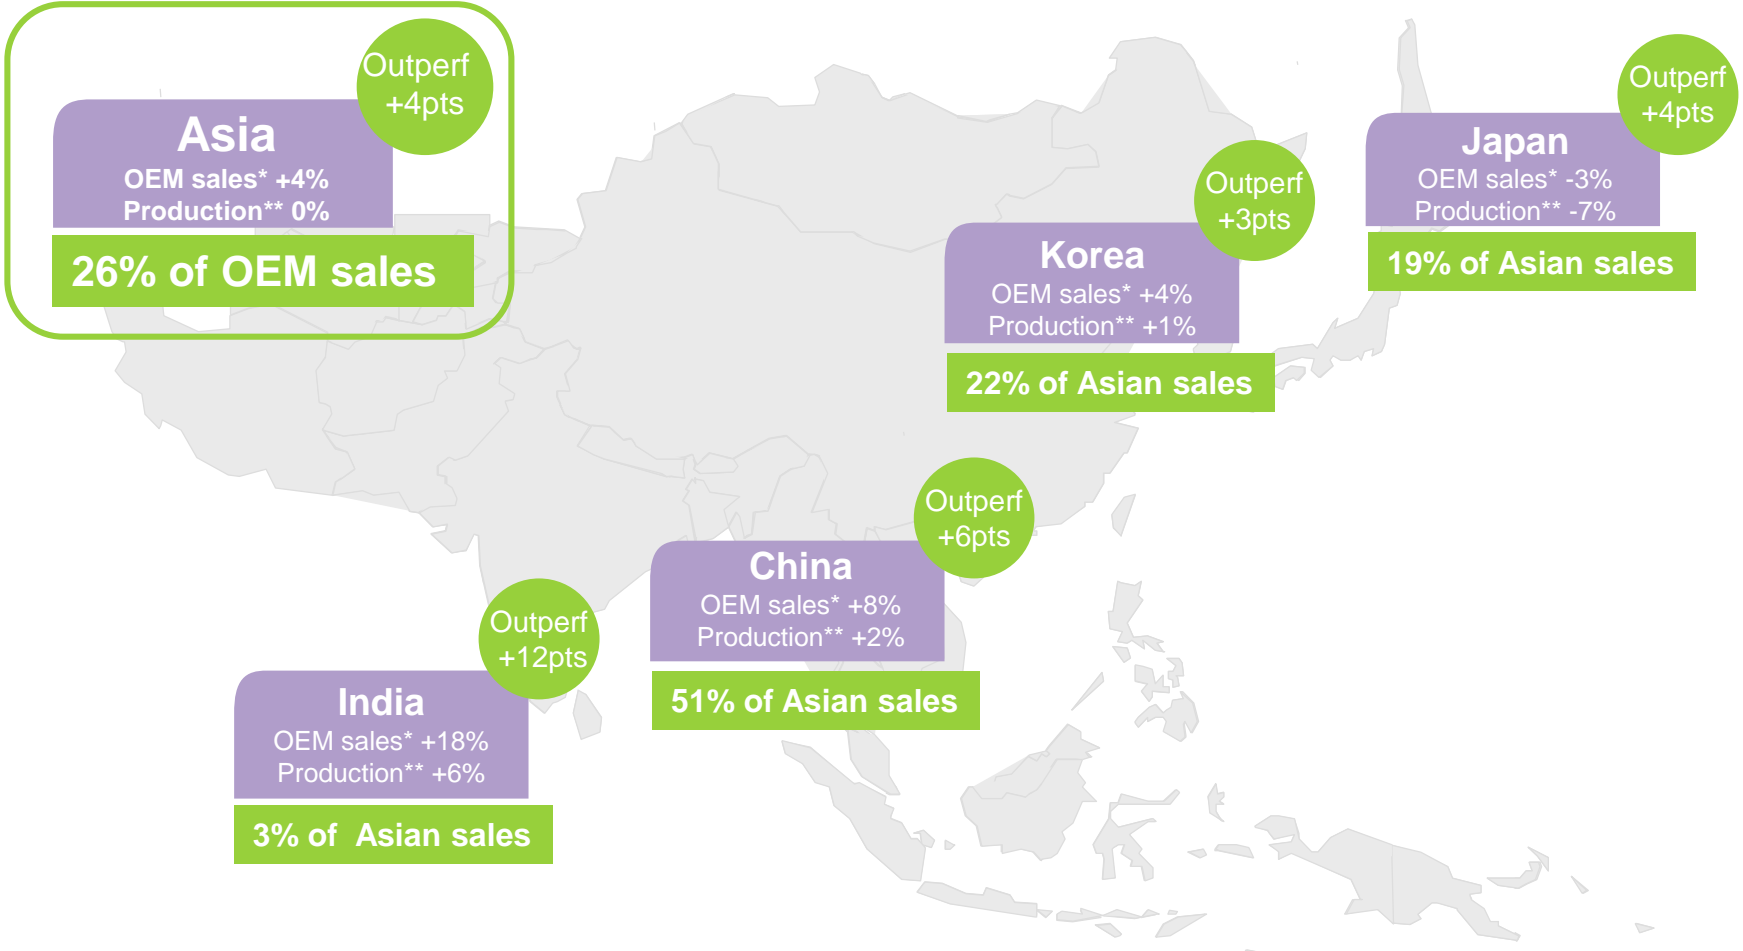 Outperf
+4pts
Asia
OEM sales* +4%
Production** 0%
26% of OEM sales
Outperf
+4pts
Japan
OEM sales* -3%
Production** -7%
19% of Asian sales
Outperf
+3pts
Korea
OEM sales* +4%
Production** +1%
22% of Asian sales
Outperf
+6pts
China
OEM sales* +8%
Production** +2%
51% of Asian sales
Outperf
+12pts
India
OEM sales* +18%
Production** +6%
3% of  Asian sales